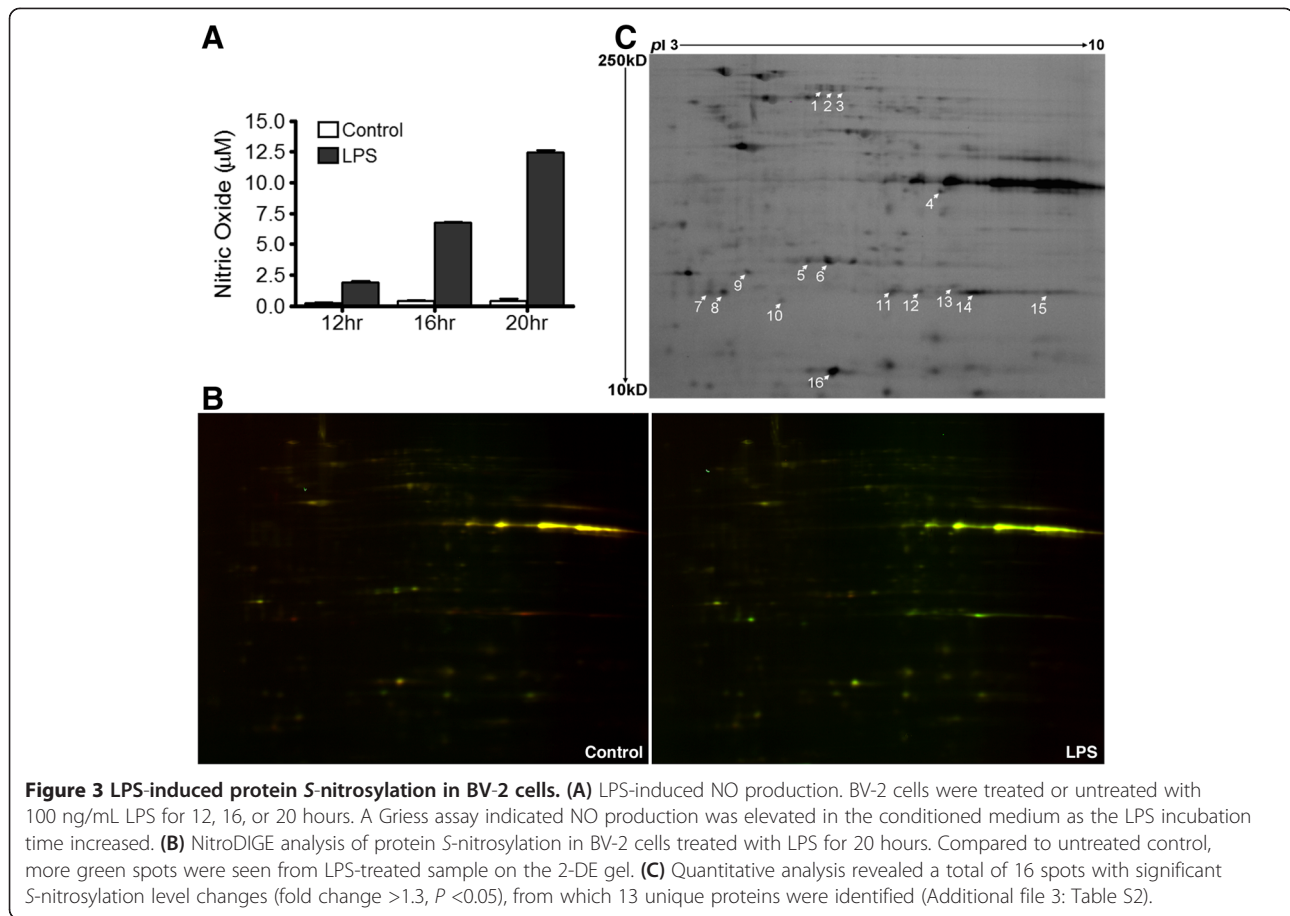 A
C
pI 3 10
250kD
15.0
12.5
10.0
7.5
5.0
2.5
0.0
Nitric Oxide (μM)
Control
LPS
12hr 16hr 20hr
1 2 3
4
5 6
9
7 8
10
11 12 13 14 15
16
10kD
B
Control
LPS
Figure 3 LPS-induced protein S-nitrosylation in BV-2 cells. (A) LPS-induced NO production. BV-2 cells were treated or untreated with
100 ng/mL LPS for 12, 16, or 20 hours. A Griess assay indicated NO production was elevated in the conditioned medium as the LPS incubation
time increased. (B) NitroDIGE analysis of protein S-nitrosylation in BV-2 cells treated with LPS for 20 hours. Compared to untreated control,
more green spots were seen from LPS-treated sample on the 2-DE gel. (C) Quantitative analysis revealed a total of 16 spots with significant
S-nitrosylation level changes (fold change >1.3, P <0.05), from which 13 unique proteins were identified (Additional file 3: Table S2).